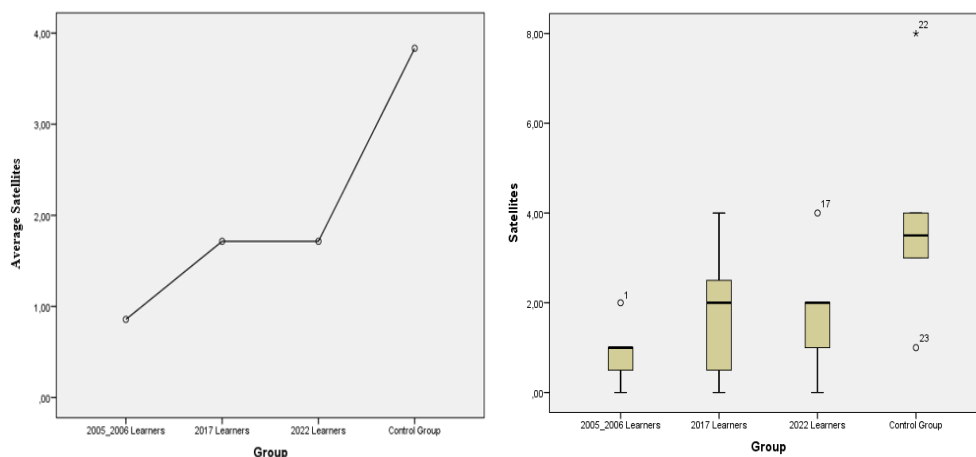 4,00
3,00
2,00
1,00
,00
Average Satellites
2005_2006 Learners
2017 Learners
2022 Learners
Control Group
Group
8,00
6,00
4,00
2,00
,00
Satellites
22
17
1
23
2005_2006 Learners
2017 Learners
2022 Learners
Control Group
Group